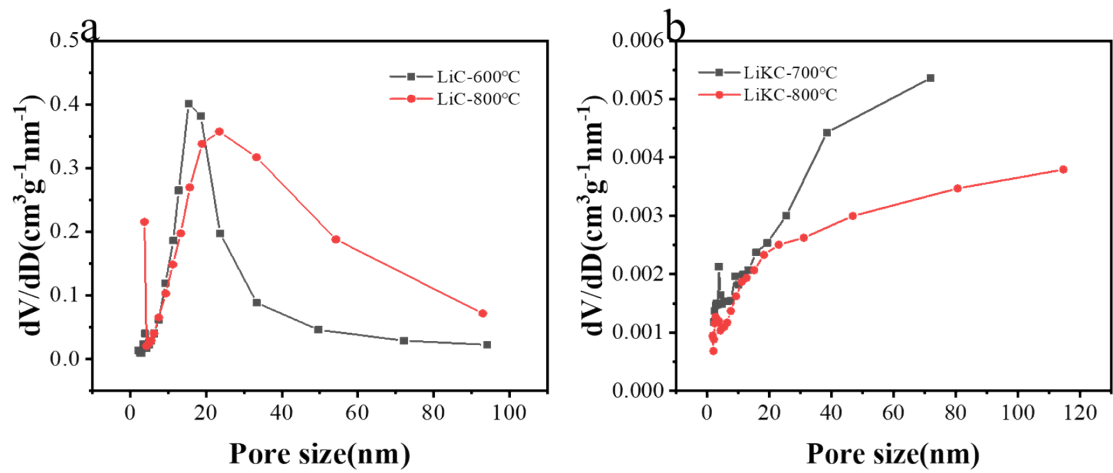 a
0.5
0.4
0.3
0.2
0.1
0.0
dV/dD(cm³g⁻¹nm⁻¹)
LiC-600℃
LiC-800℃
0 20 40 60 80 100
Pore size(nm)
b
0.006
0.005
0.004
0.003
0.002
0.001
0.000
dV/dD(cm³g⁻¹nm⁻¹)
LiKC-700℃
LiKC-800℃
0 20 40 60 80 100 120
Pore size(nm)